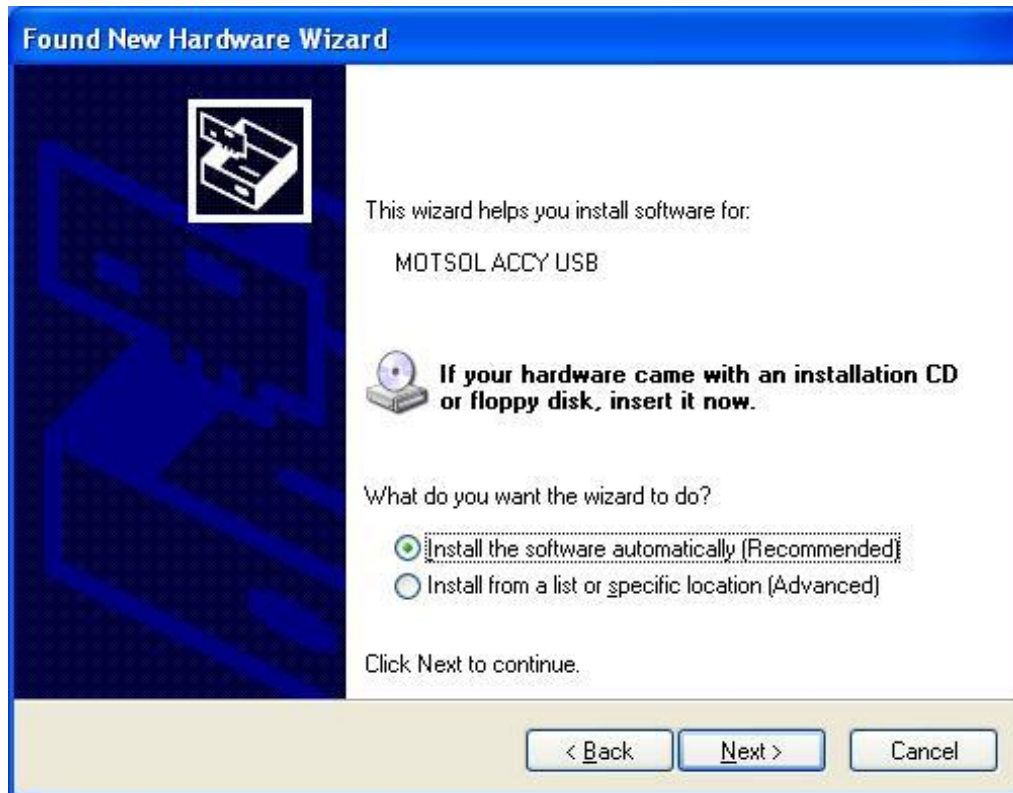 Found New Hardware Wizard
This wizard helps you install software for:
MOTSOL ACCY USB
If your hardware came with an installation CD
or floppy disk, insert it now.
What do you want the wizard to do?
Install the software automatically (Recommended)
Install from a list or specific location (Advanced)
Click Next to continue.
< Back Next > Cancel